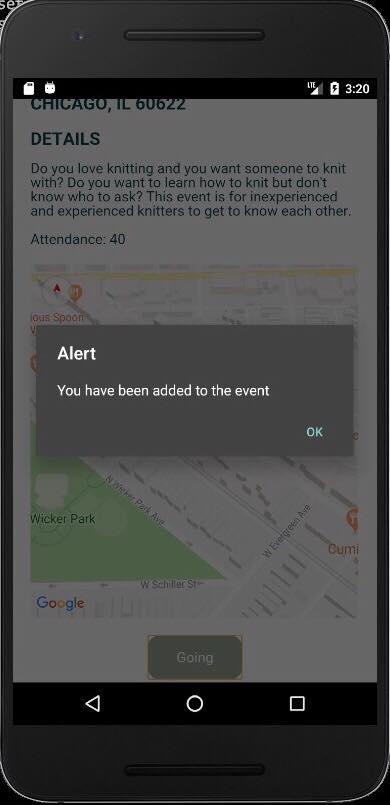 set
LTE 3:20
CHICAGO, IL 60622
DETAILS
Do you love knitting and you want someone to knit
with? Do you want to learn how to knit but don't
know who to ask? This event is for inexperienced
and experienced knitters to get to know each other.
Attendance: 40
ious Spoon
Alert
You have been added to the event
OK
N Wicker Park Ave
Wicker Park
W Evergreen Ave
Cumi
W Schiller St
Google
Going